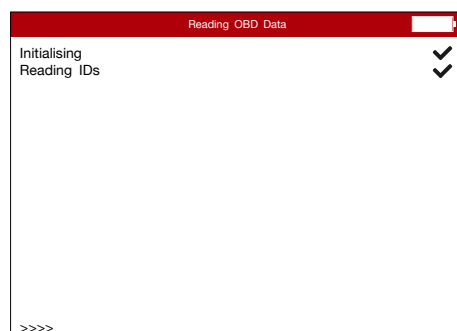 Reading OBD Data
Initialising
Reading IDs
>>>>